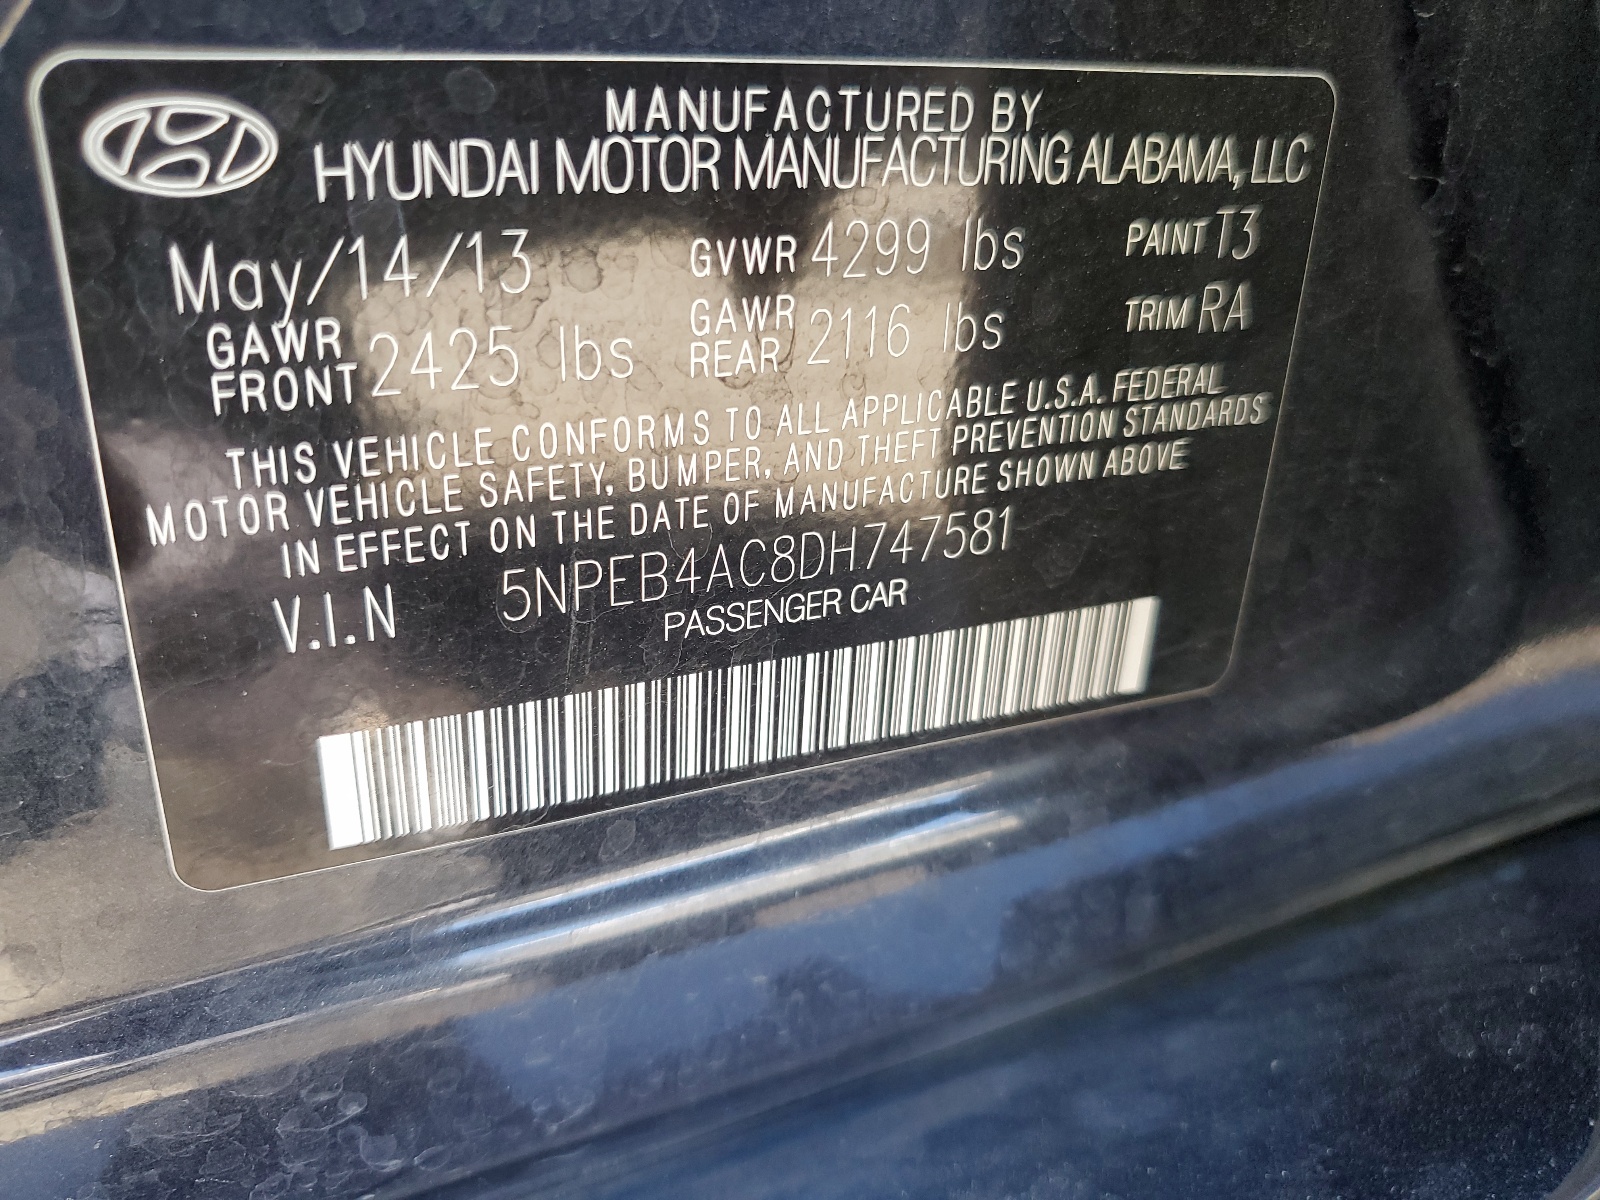 MANUFACTURED BY
HYUNDAI MOTOR MANUFACTURING ALABAMA, LLC
May/14/13 GVWR 4299 lbs PAINT T3
GAWR FRONT 2425 lbs GAWR REAR 2116 lbs TRIM RA
THIS VEHICLE CONFORMS TO ALL APPLICABLE U.S.A. FEDERAL
MOTOR VEHICLE SAFETY, BUMPER, AND THEFT PREVENTION STANDARDS
IN EFFECT ON THE DATE OF MANUFACTURE SHOWN ABOVE
V.I.N 5NPEB4AC8DH747581
PASSENGER CAR